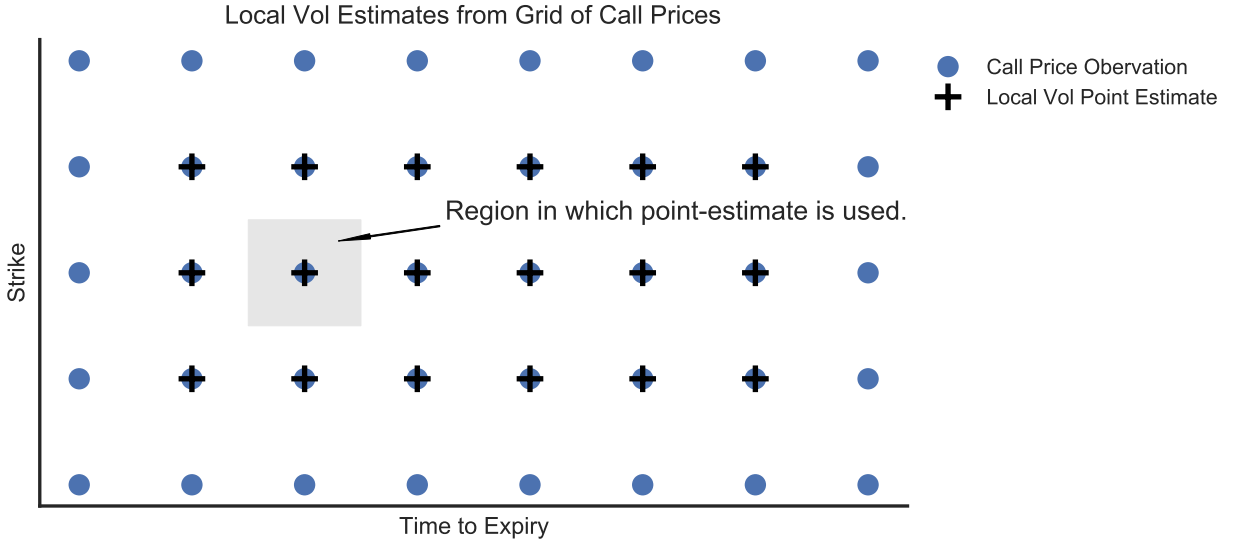 Local Vol Estimates from Grid of Call Prices
Call Price Obervation
Local Vol Point Estimate
Region in which point-estimate is used.
Strike
Time to Expiry